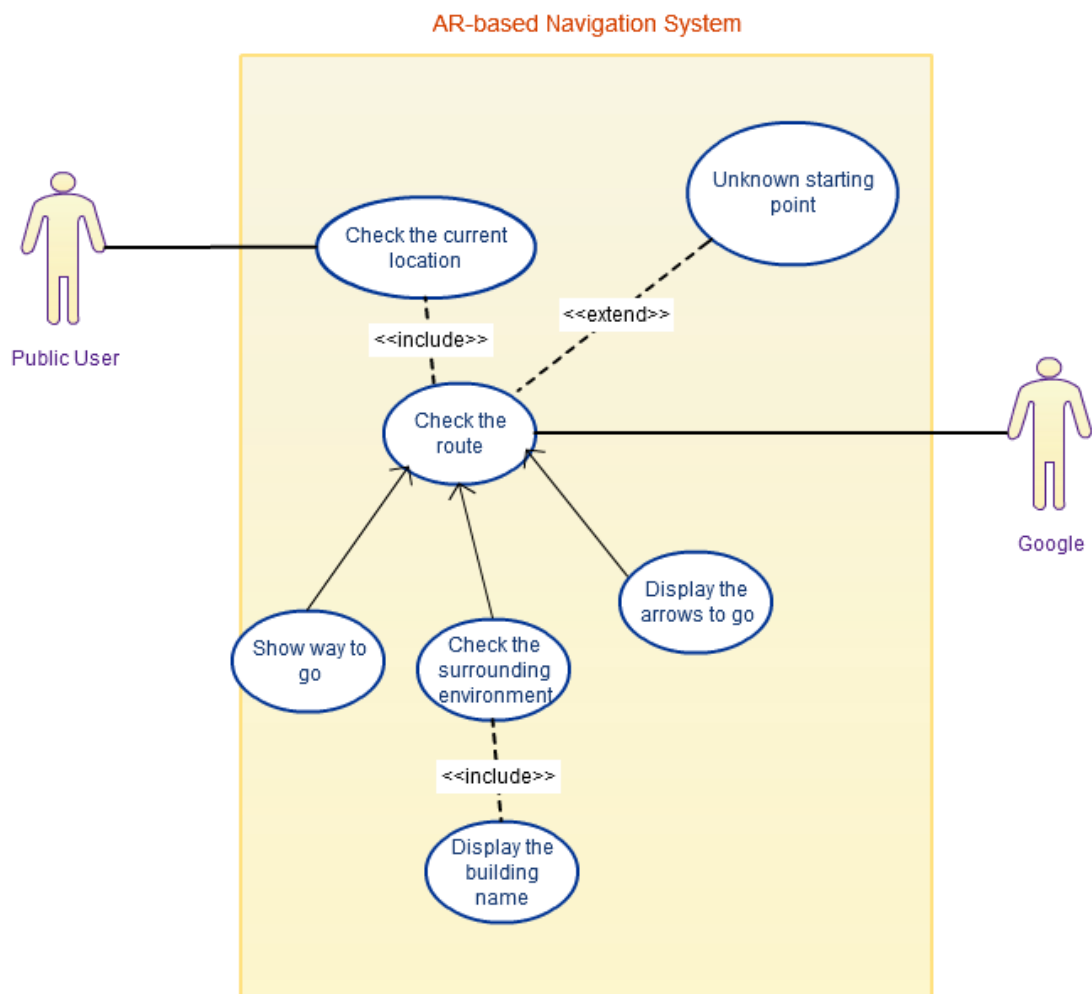 AR-based Navigation System
Unknown starting
point
Check the current
location
<<extend>>
<<include>>
Public User
Check the
route
Google
Display the
arrows to go
Show way to
go
Check the
surrounding
environment
<<include>>
Display the
building
name